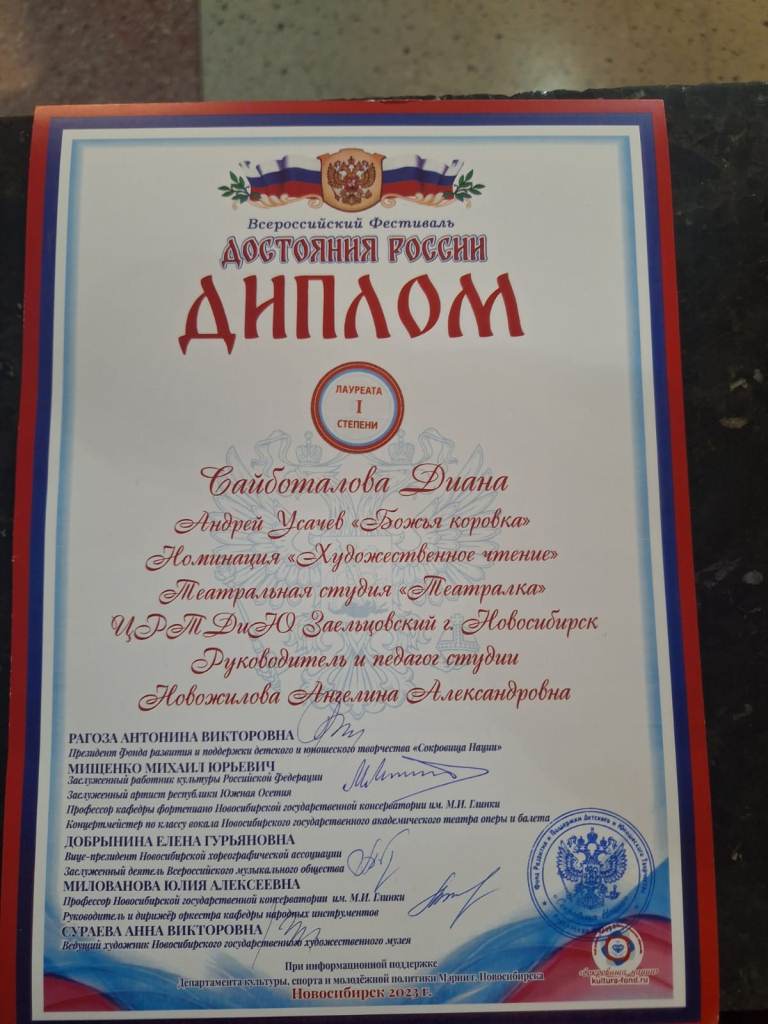 Всероссийский Фестиваль
ДОСТОЯНИЯ РОССИИ
ДИПЛОМ
ЛАУРЕАТА
I
СТЕПЕНИ
Сайботалова Диана
Андрей Усачев «Божья коровка»
Номинация «Художественное чтение»
Театральная студия «Театралка»
ЦРТДиЮ Заельцовский г. Новосибирск
Руководитель и педагог студии
Новожилова Ангелина Александровна
РАГОЗА АНТОНИНА ВИКТОРОВНА
Президент Фонда развития и поддержки детского и юношеского творчества «Сокровища Нации»
МИЩЕНКО МИХАИЛ ЮРЬЕВИЧ
Заслуженный работник культуры Российской Федерации
Заслуженный артист республики Южная Осетия
Профессор кафедры фортепиано Новосибирской государственной консерватории им. М.И. Глинки
Концертмейстер по классу вокала Новосибирского государственного академического театра оперы и балета
ДОБРЫНИНА ЕЛЕНА ГУРЬЯНОВНА
Вице-президент Новосибирской хореографической ассоциации
Заслуженный деятель Всероссийского музыкального общества
МИЛОВАНОВА ЮЛИЯ АЛЕКСЕЕВНА
Профессор Новосибирской государственной консерватории им. М.И. Глинки
Руководитель и дирижёр оркестра кафедры народных инструментов
СУРАЕВА АННА ВИКТОРОВНА
Ведущий художник Новосибирского государственного художественного музея
При информационной поддержке
Департамента культуры, спорта и молодёжной политики Мэрии г. Новосибирска
Новосибирск 2023 г.
«Сокровища нации»
kultura-fond.ru